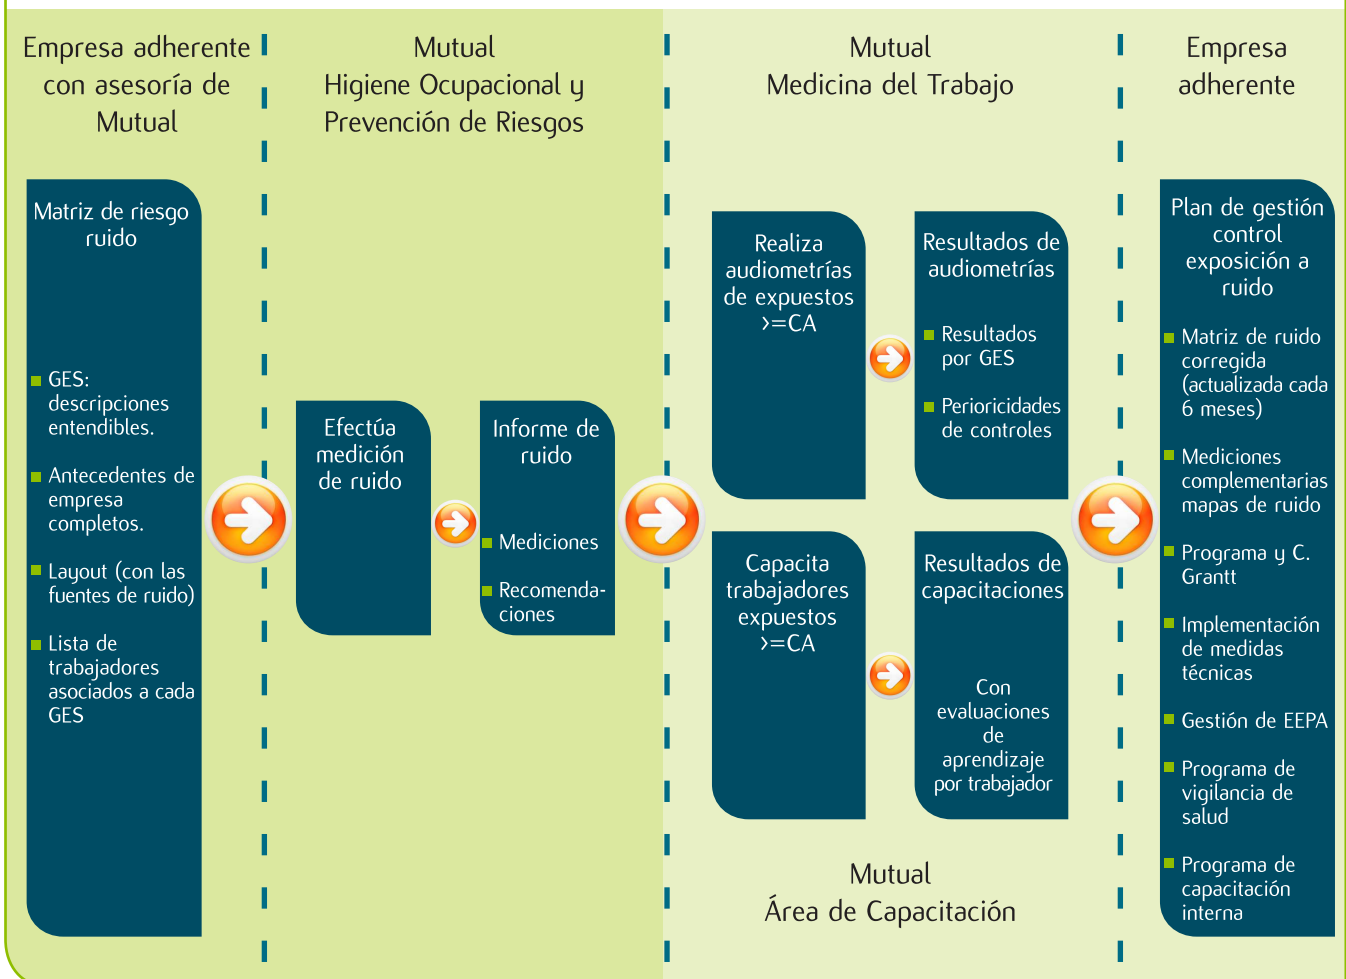 Empresa adherente
con asesoría de
Mutual
Matriz de riesgo
ruido
GES:
descripciones
entendibles.
Antecedentes de
empresa
completos.
Layout (con las
fuentes de ruido)
Lista de
trabajadores
asociados a cada
GES
Mutual
Higiene Ocupacional y
Prevención de Riesgos
Efectúa
medición
de ruido
Informe de
ruido
Mediciones
Recomenda-
ciones
Mutual
Medicina del Trabajo
Realiza
audiometrías
de expuestos
>=CA
Resultados de
audiometrías
Resultados
por GES
Perioricidades
de controles
Capacita
trabajadores
expuestos
>=CA
Resultados de
capacitaciones
Con
evaluaciones
de
aprendizaje
por trabajador
Mutual
Área de Capacitación
Empresa
adherente
Plan de gestión
control
exposición a
ruido
Matriz de ruido
corregida
(actualizada cada
6 meses)
Mediciones
complementarias
mapas de ruido
Programa y C.
Grantt
Implementación
de medidas
técnicas
Gestión de EEPA
Programa de
vigilancia de
salud
Programa de
capacitación
interna